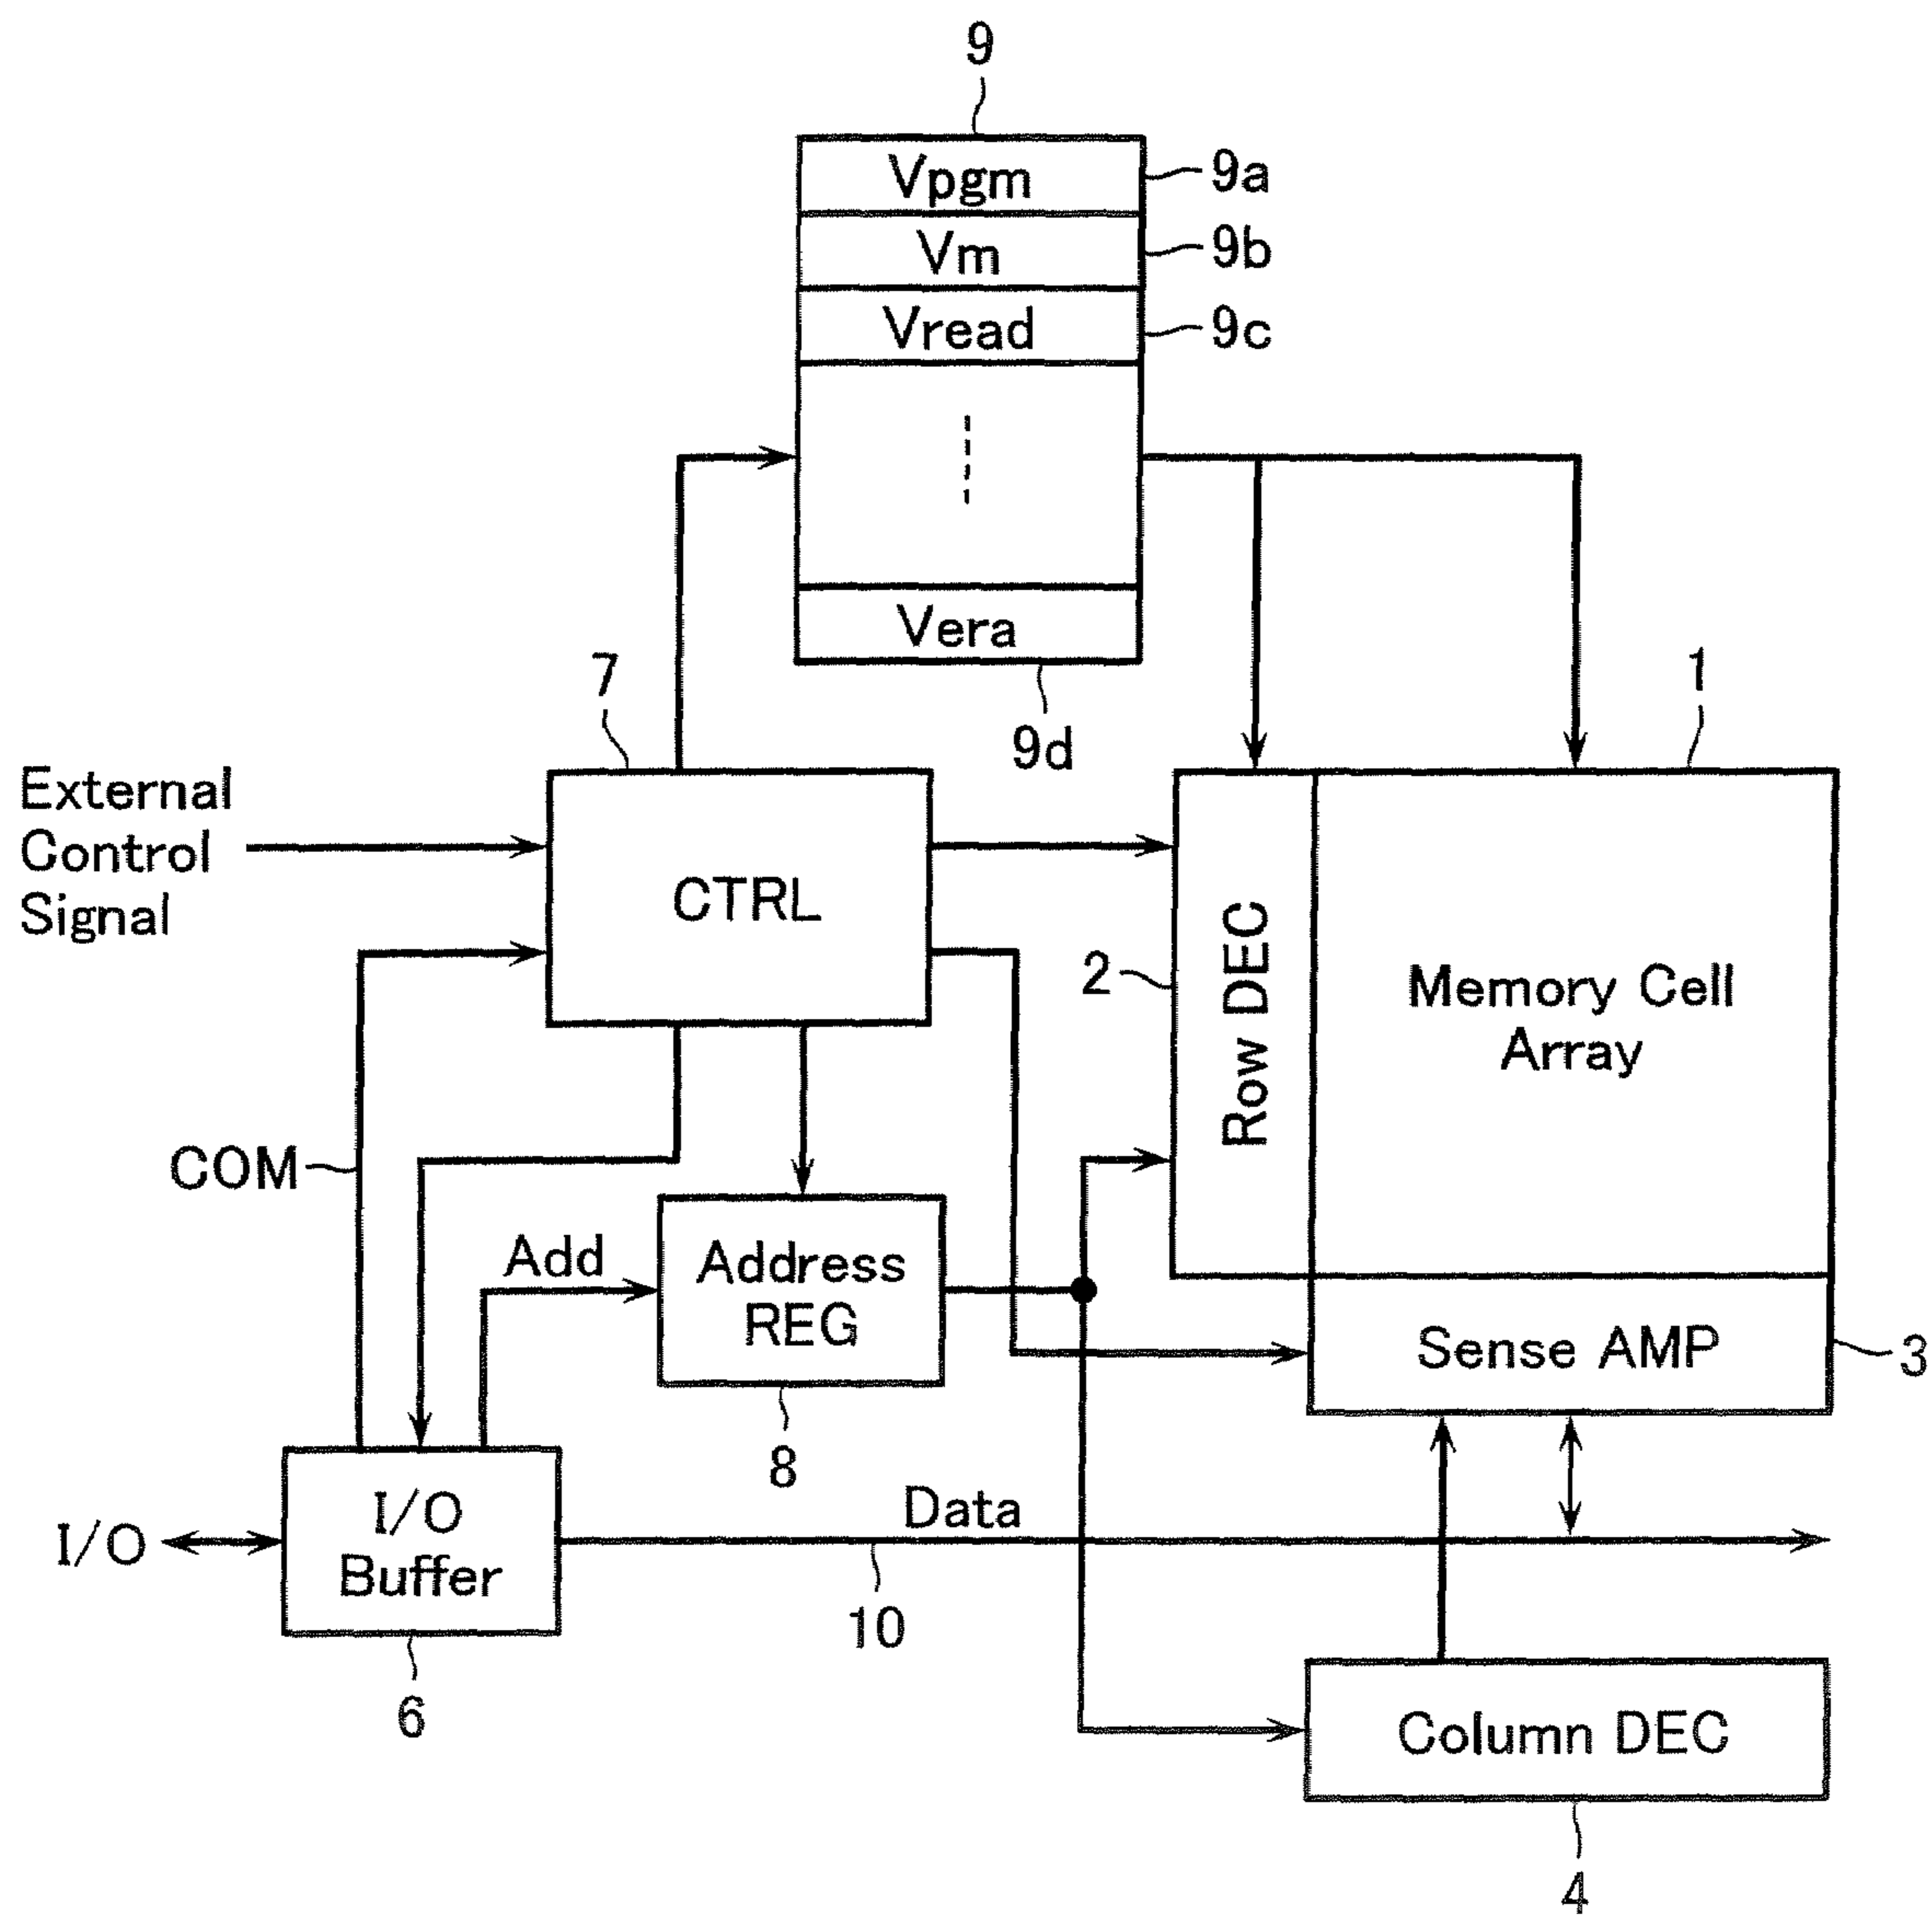 9
Vpgm
9a
Vm
9b
Vread
9c
Vera
9d
7
1
External
Control
Signal
CTRL
2
Row DEC
Memory Cell
Array
COM
Add
Address
REG
8
Sense AMP
3
I/O
I/O
Buffer
6
Data
10
Column DEC
4